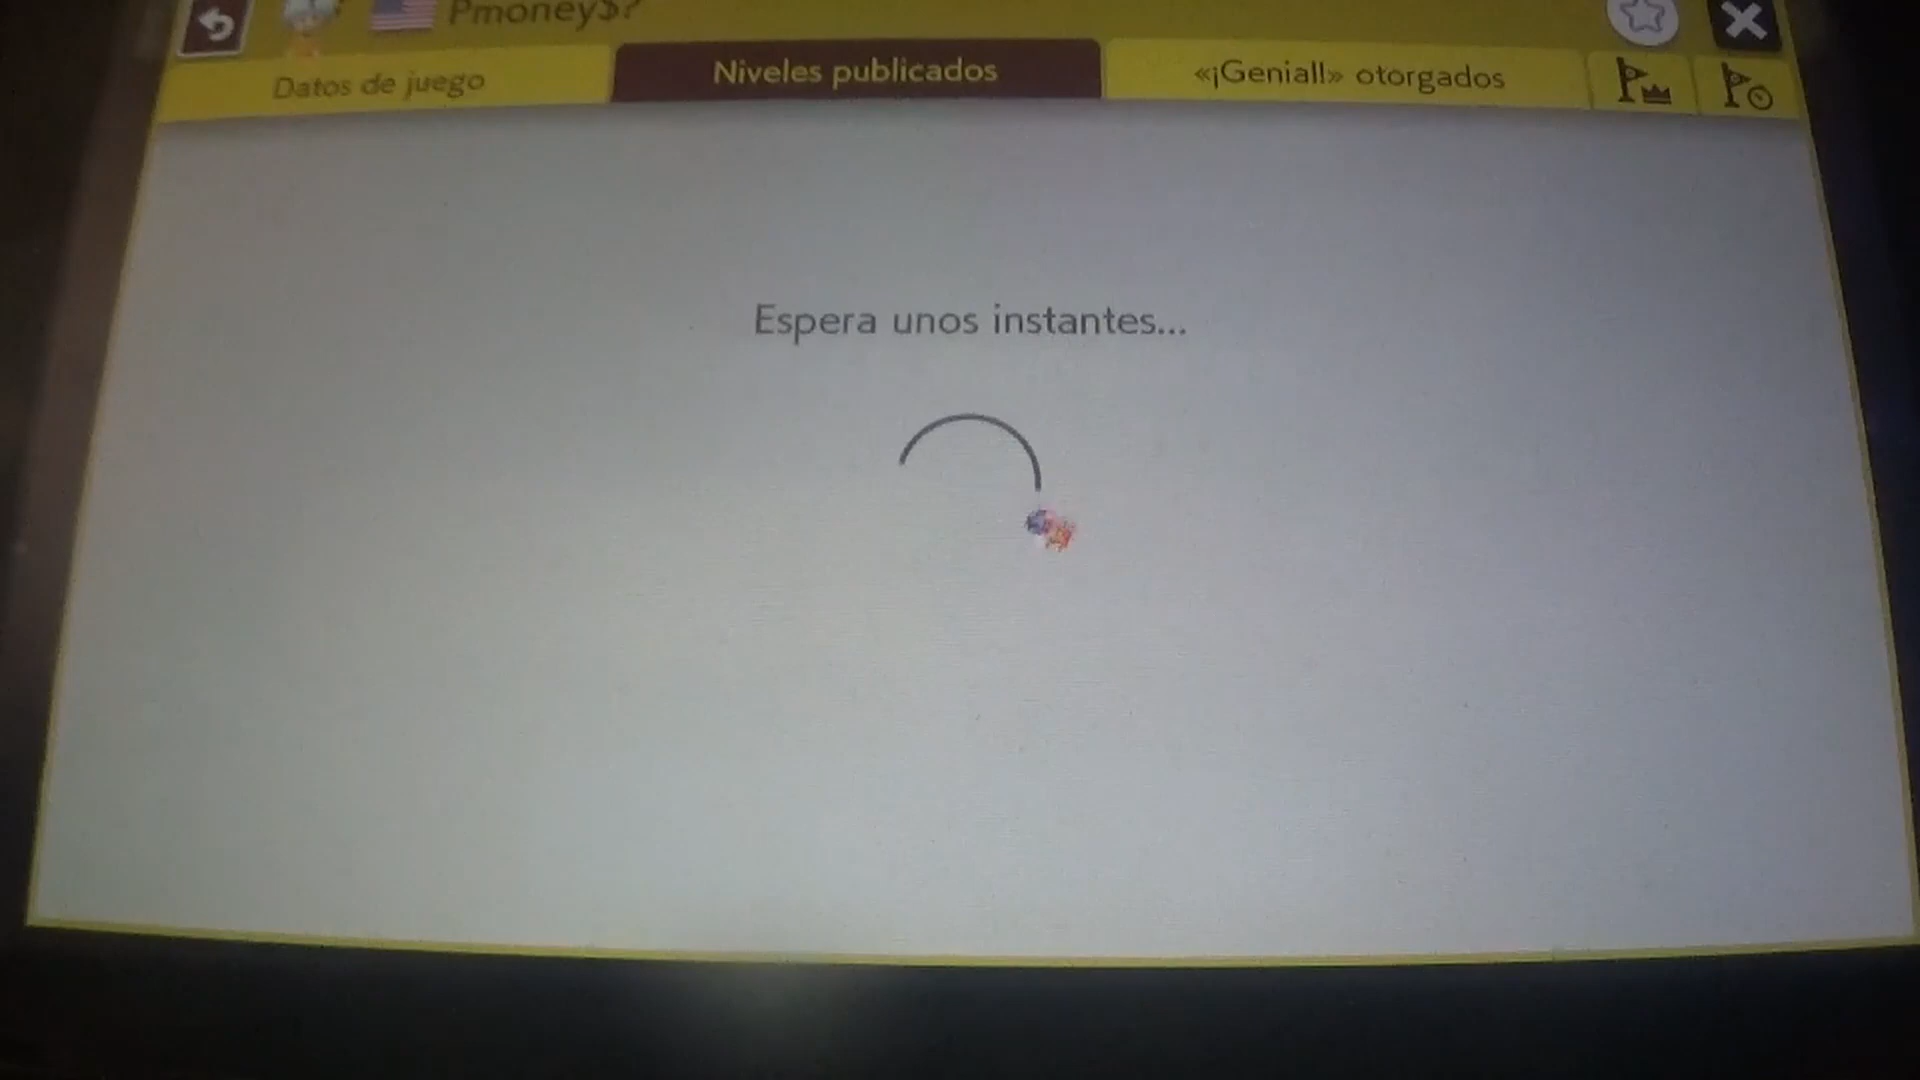 Pmoney$?
Datos de juego
Niveles publicados
«¡Genial!» otorgados
Espera unos instantes...